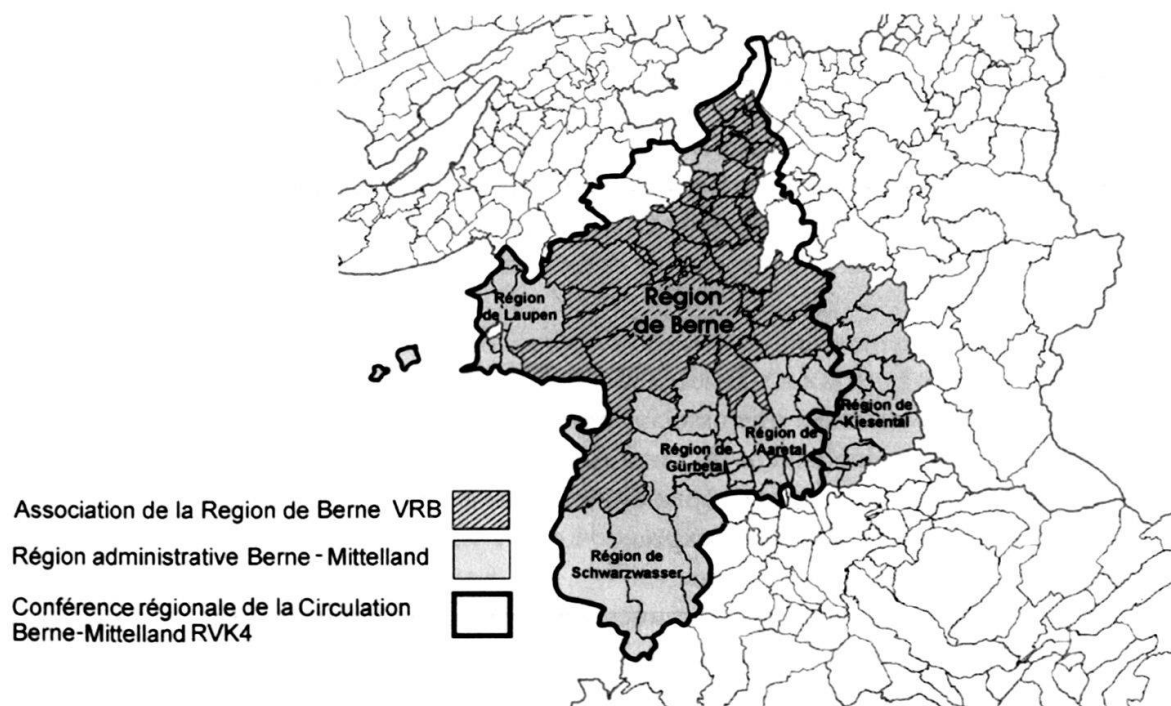 Région
de Laupen
Région
de Berne
Région de
Kiesental
Région de
Aaretal
Région de
Gürbetal
Région de
Schwarzwasser
Association de la Region de Berne VRB
Région administrative Berne - Mittelland
Conférence régionale de la Circulation
Berne-Mittelland RVK4